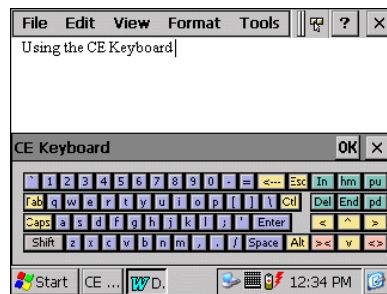 File Edit View Format Tools ? ×
Using the CE Keyboard
CE Keyboard OK ×
` 1 2 3 4 5 6 7 8 9 0 - = <--- Esc In hm pu
Tab q w e r t y u i o p [ ] \ Ctl Del End pd
Caps a s d f g h j k l ; ' Enter < ^ >
Shift z x c v b n m , . / Space Alt >< v <>
Start CE ... W D. 12:34 PM